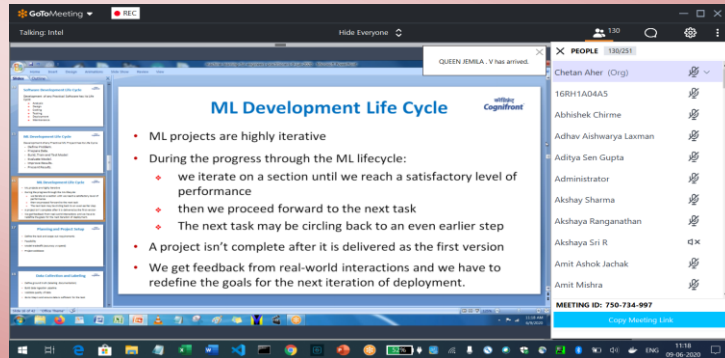 GoToMeeting
REC
Talking: Intel
Hide Everyone
130
QUEEN JEMILA . V has arrived.
PEOPLE 130/251
Chetan Aher (Org)
16RH1A04A5
Abhishek Chirme
Adhav Aishwarya Laxman
Aditya Sen Gupta
Administrator
Akshay Sharma
Akshaya Ranganathan
Akshaya Sri R
Amit Ashok Jachak
Amit Mishra
MEETING ID: 750-734-997
Copy Meeting Link
Software Development Life Cycle
ML Development Life Cycle
ML Development Life Cycle
Planning and Project Setup
Data Collection and Labeling
ML Development Life Cycle
Cognifront
• ML projects are highly iterative
• During the progress through the ML lifecycle:
we iterate on a section until we reach a satisfactory level of
performance
then we proceed forward to the next task
The next task may be circling back to an even earlier step
• A project isn't complete after it is delivered as the first version
• We get feedback from real-world interactions and we have to
redefine the goals for the next iteration of deployment.
52%
ENG
11:18
09-06-2020